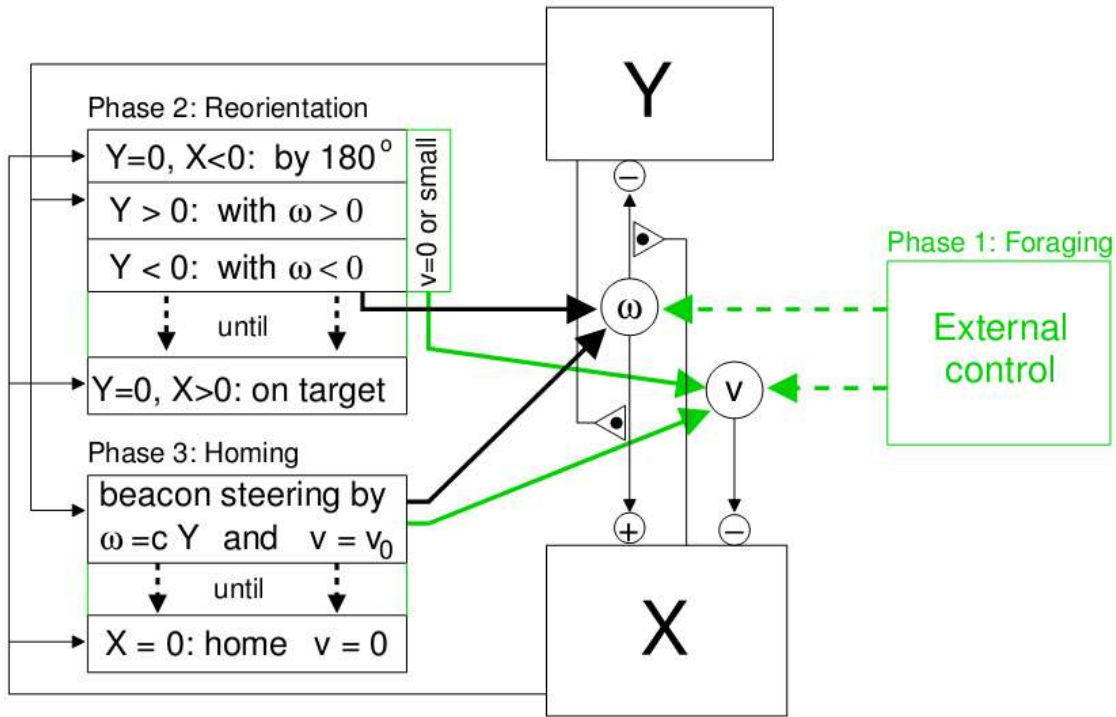 Y
Phase 2: Reorientation
Y=0, X<0: by 180°
Y > 0: with ω > 0
Y < 0: with ω < 0
v=0 or small
until
Y=0, X>0: on target
Phase 1: Foraging
External
control
−
ω
v
Phase 3: Homing
beacon steering by
ω =c Y and v = v₀
until
X = 0: home v = 0
+
−
X